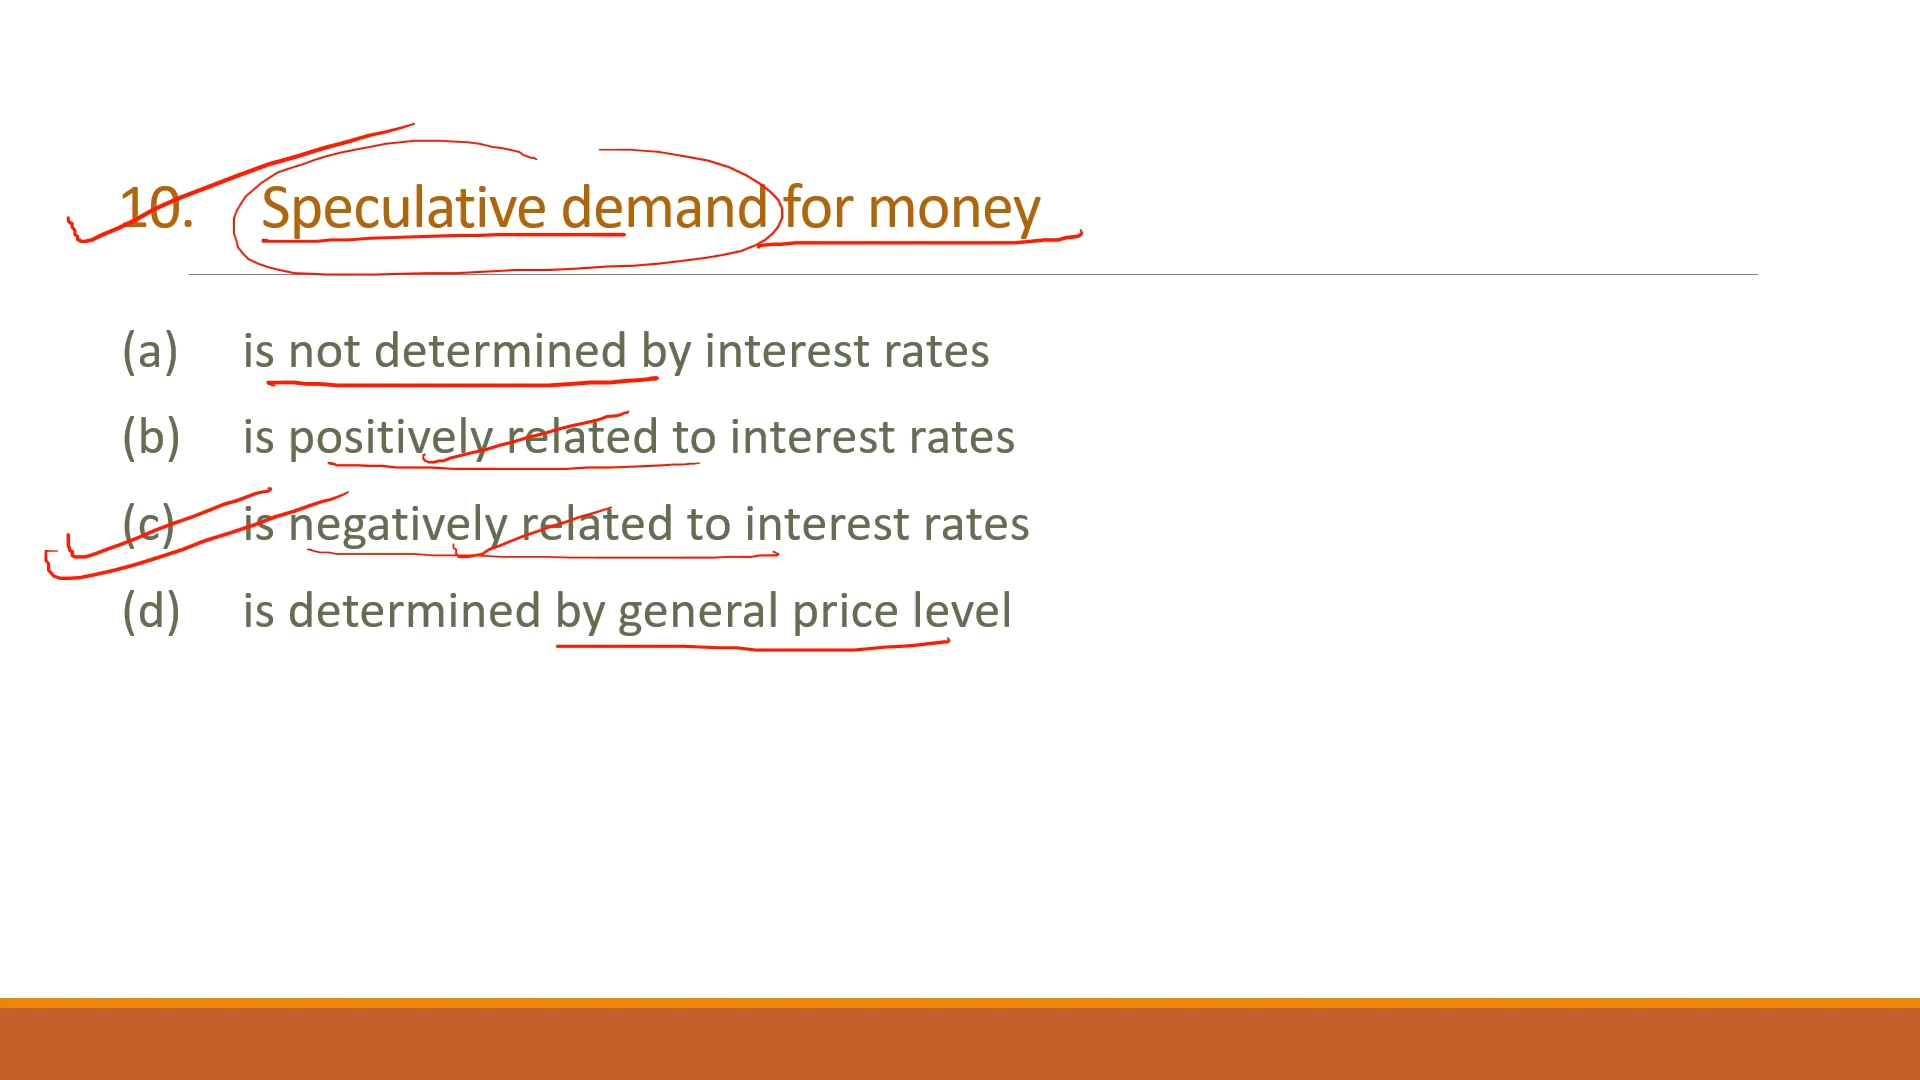 10. Speculative demand for money
(a) is not determined by interest rates
(b) is positively related to interest rates
(c) is negatively related to interest rates
(d) is determined by general price level